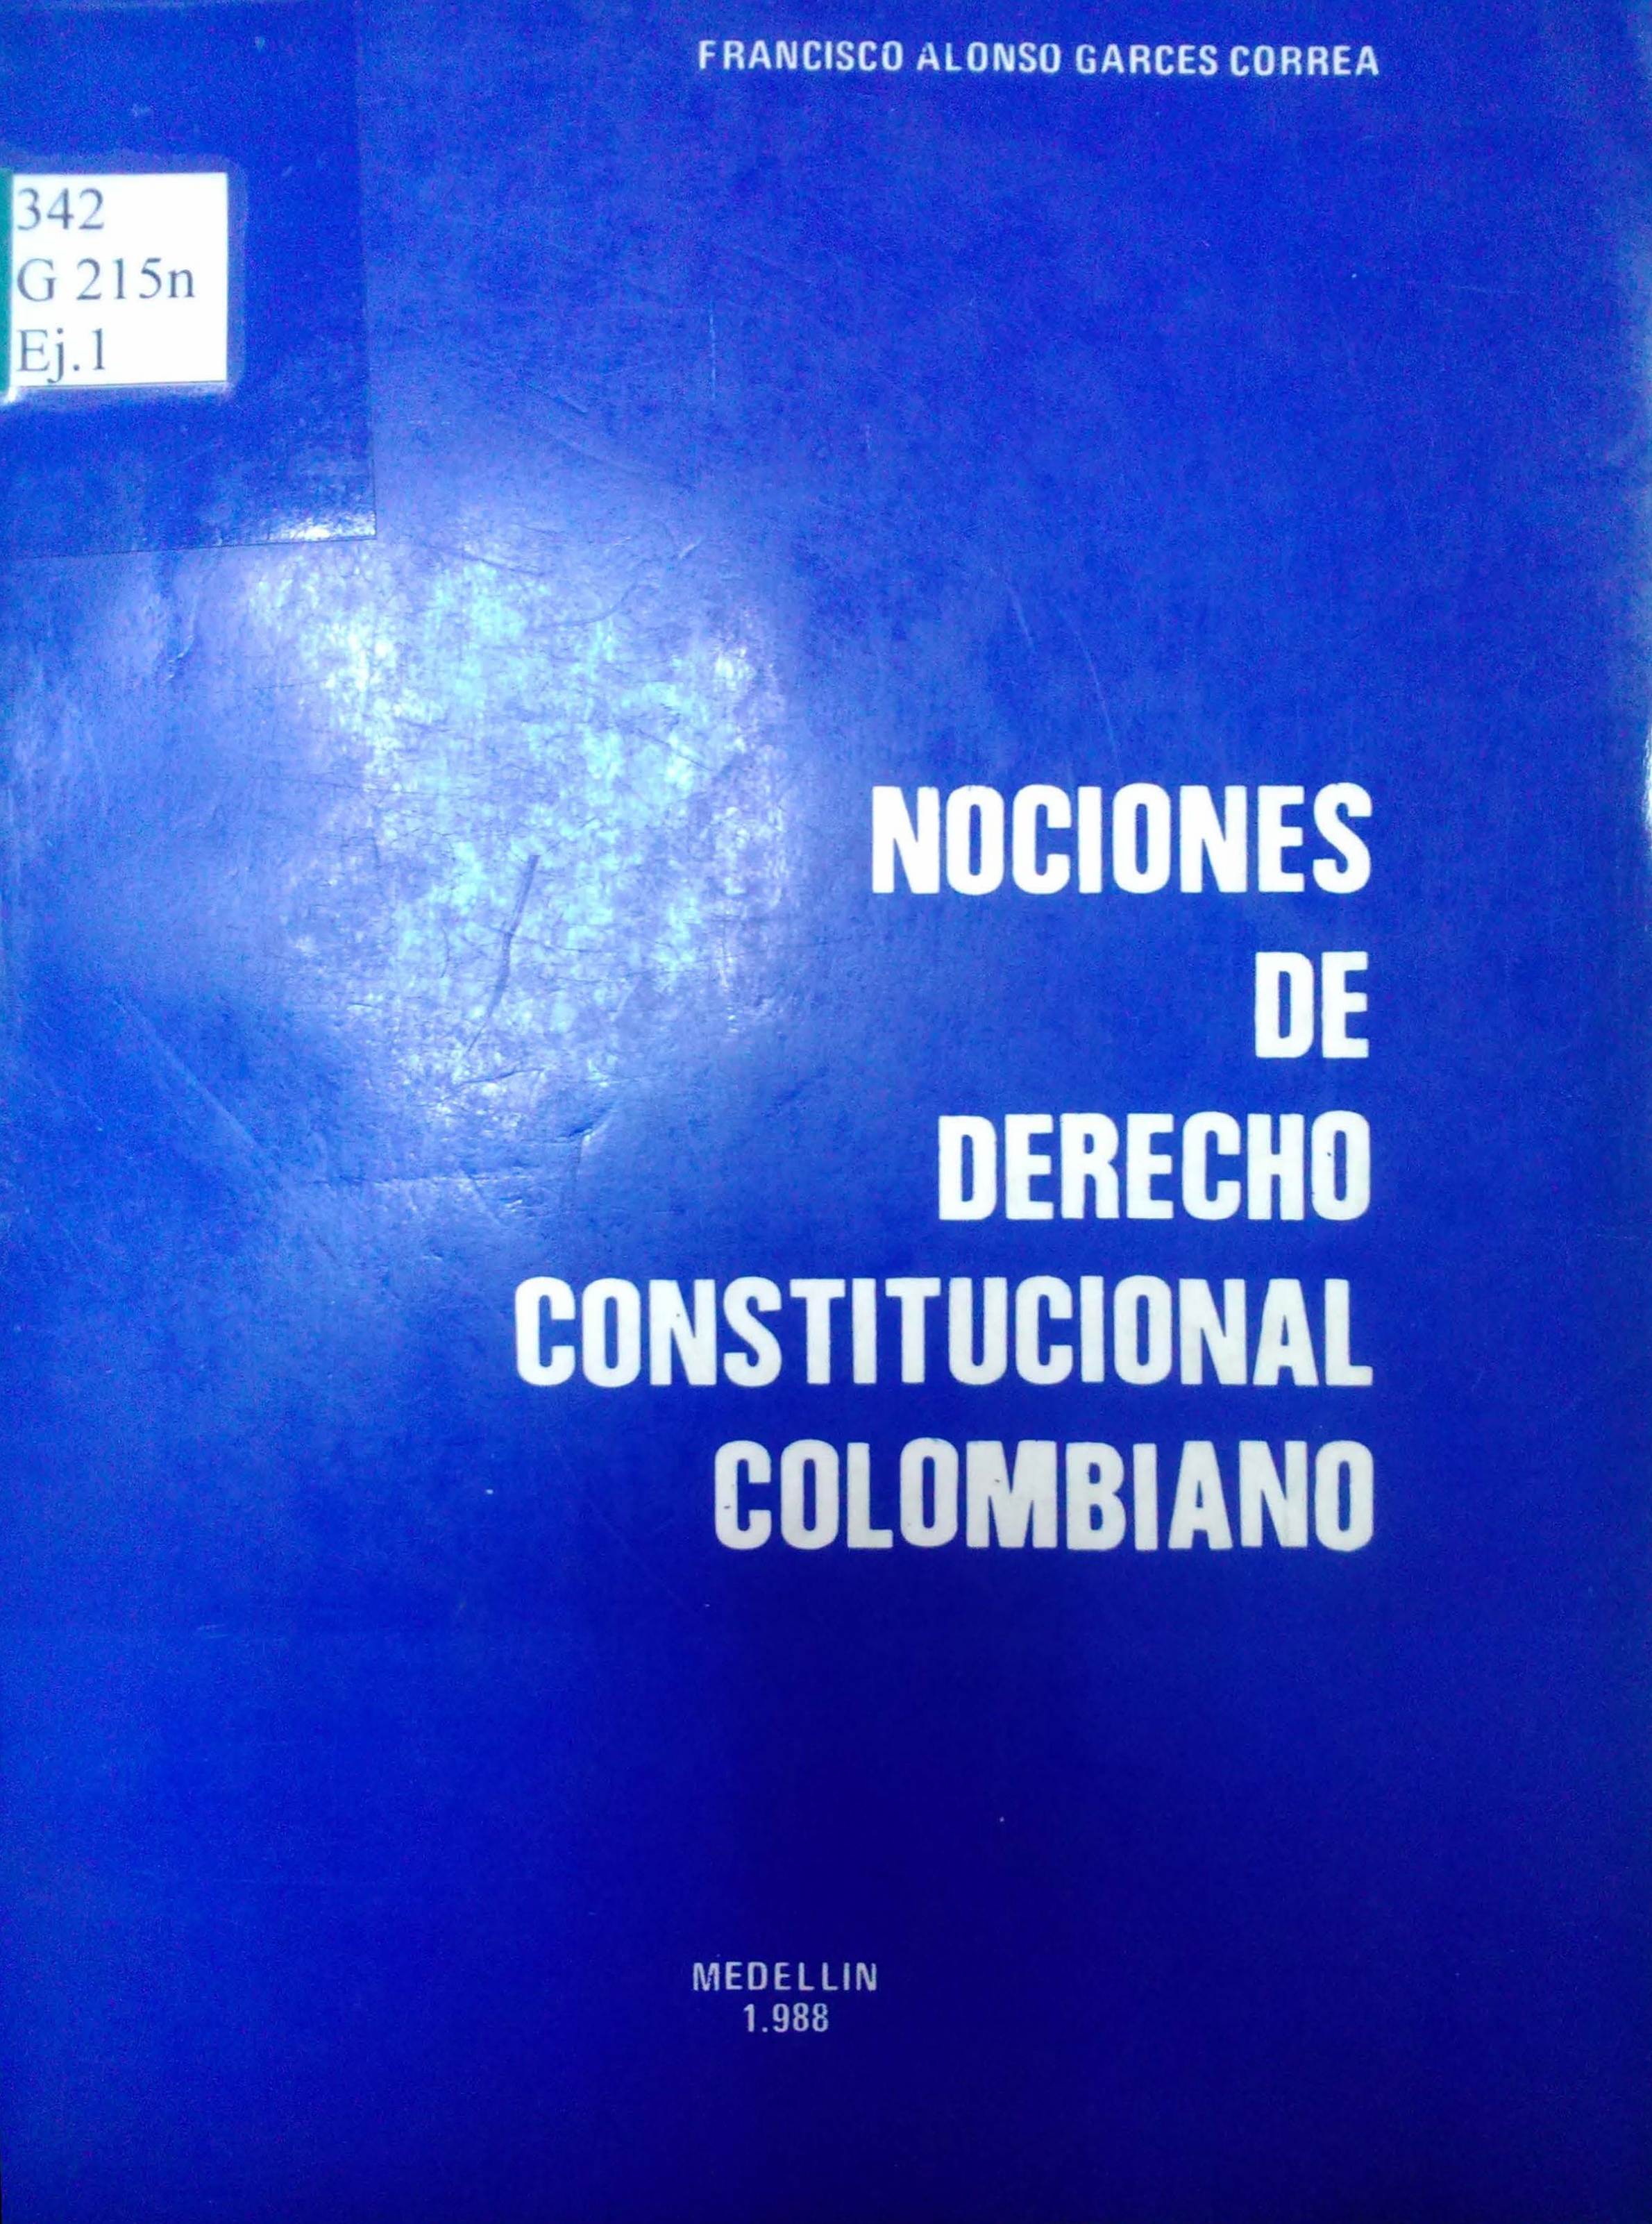 FRANCISCO ALONSO GARCES CORREA
342
G 215n
Ej.1
NOCIONES
DE
DERECHO
CONSTITUCIONAL
COLOMBIANO
MEDELLIN
1.988